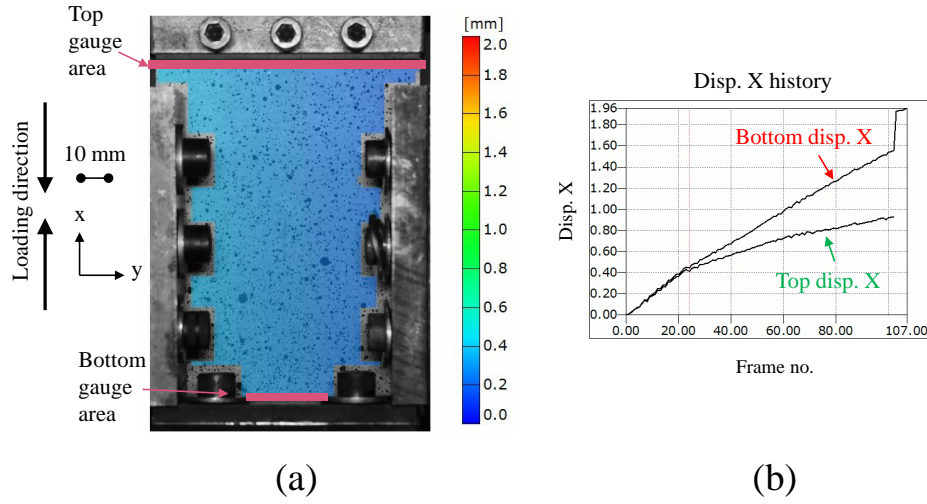 Top
gauge
area
Loading direction
10 mm
x
y
Bottom
gauge
area
[mm]
2.0
1.8
1.6
1.4
1.2
1.0
0.8
0.6
0.4
0.2
0.0
(a)
Disp. X history
Disp. X
1.96
1.80
1.60
1.40
1.20
1.00
0.80
0.60
0.40
0.20
0.00
Bottom disp. X
Top disp. X
0.00 20.00 40.00 60.00 80.00 107.00
Frame no.
(b)